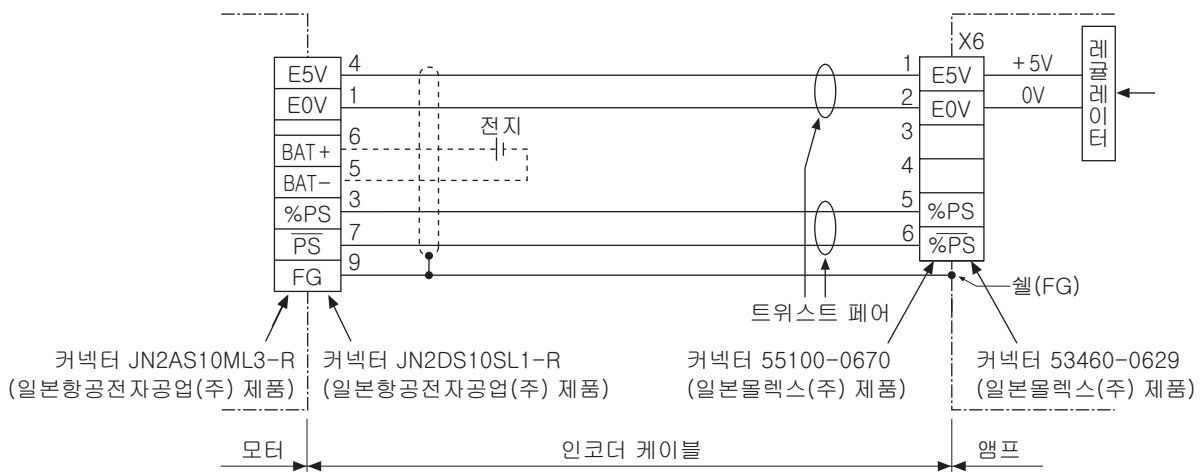 X6
E5V 4
1 E5V +5V
레귤레이터
E0V 1
2 E0V 0V
3
전지
BAT+ 6
4
BAT- 5
%PS 3
5 %PS
PS 7
6 %PS
FG 9
쉘(FG)
트위스트 페어
커넥터 JN2AS10ML3-R
(일본항공전자공업(주) 제품)
커넥터 JN2DS10SL1-R
(일본항공전자공업(주) 제품)
커넥터 55100-0670
(일본몰렉스(주) 제품)
커넥터 53460-0629
(일본몰렉스(주) 제품)
모터
인코더 케이블
앰프